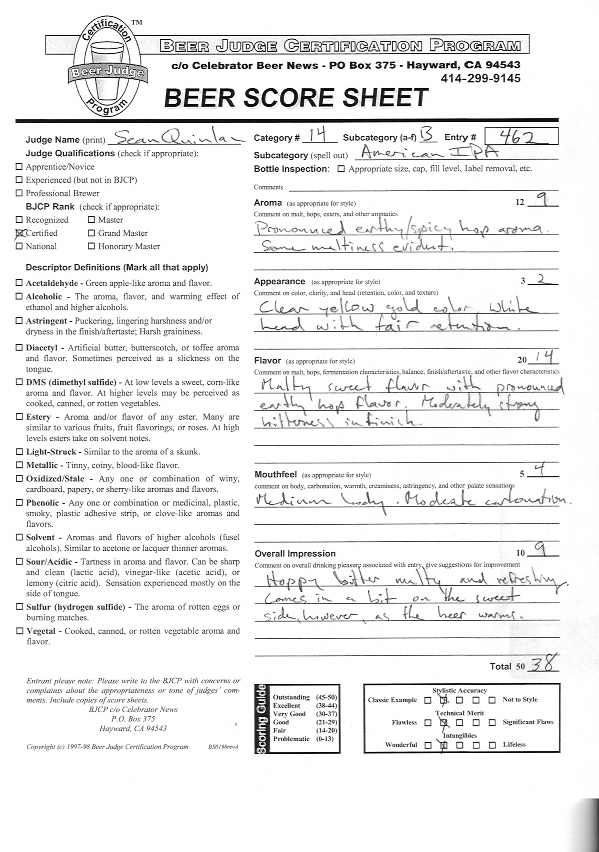 Certification
Beer Judge
Program
TM
BEER JUDGE CERTIFICATION PROGRAM
c/o Celebrator Beer News - PO Box 375 - Hayward, CA 94543
414-299-9145
BEER SCORE SHEET
Judge Name (print) Sean Quinlan
Judge Qualifications (check if appropriate):
Apprentice/Novice
Experienced (but not in BJCP)
Professional Brewer
BJCP Rank (check if appropriate):
Recognized Master
Certified Grand Master
National Honorary Master
Descriptor Definitions (Mark all that apply)
Acetaldehyde - Green apple-like aroma and flavor.
Alcoholic - The aroma, flavor, and warming effect of
ethanol and higher alcohols.
Astringent - Puckering, lingering harshness and/or
dryness in the finish/aftertaste; Harsh graininess.
Diacetyl - Artificial butter, butterscotch, or toffee aroma
and flavor. Sometimes perceived as a slickness on the
tongue.
DMS (dimethyl sulfide) - At low levels a sweet, corn-like
aroma and flavor. At higher levels may be perceived as
cooked, canned, or rotten vegetables.
Estery - Aroma and/or flavor of any ester. Many are
similar to various fruits, fruit flavorings, or roses. At high
levels esters take on solvent notes.
Light-Struck - Similar to the aroma of a skunk.
Metallic - Tinny, coiny, blood-like flavor.
Oxidized/Stale - Any one or combination of winy,
cardboard, papery, or sherry-like aromas and flavors.
Phenolic - Any one or combination or medicinal, plastic,
smoky, plastic adhesive strip, or clove-like aromas and
flavors.
Solvent - Aromas and flavors of higher alcohols (fusel
alcohols). Similar to acetone or lacquer thinner aromas.
Sour/Acidic - Tartness in aroma and flavor. Can be sharp
and clean (lactic acid), vinegar-like (acetic acid), or
lemony (citric acid). Sensation experienced mostly on the
side of tongue.
Sulfur (hydrogen sulfide) - The aroma of rotten eggs or
burning matches.
Vegetal - Cooked, canned, or rotten vegetable aroma and
flavor.
Entirant please note: Please write to the BJCP with concerns or
complaints about the appropriateness or tone of judges' com-
ments. Include copies of score sheets.
BJCP c/o Celebrator News
P.O. Box 375
Hayward, CA 94543
Copyright (c) 1997-98 Beer Judge Certification Program
Category # 14 Subcategory (a-f) B Entry # 462
Subcategory (spell out) American IPA
Bottle Inspection: Appropriate size, cap, fill level, label removal, etc.
Comments
Aroma (as appropriate for style) 12 9
Comment on malt, hops, esters, and other aromatics
Pronounced earthy/spicy hop aroma.
Some maltiness evident.
Appearance (as appropriate for style) 3 2
Comment on color, clarity, and head (retention, color, and texture)
Clear yellow gold color. White
head with fair retention.
Flavor (as appropriate for style) 20 14
Comment on malt, hops, fermentation characteristics, balance, finish/aftertaste, and other flavor characteristics
Malty sweet flavor with pronounced
earthy hop flavor. Moderately strong
bitterness in finish.
Mouthfeel (as appropriate for style) 5 4
comment on body, carbonation, warmth, creaminess, astringency, and other palate sensations
Medium body. Moderate carbonation.
Overall Impression 10 9
Comment on overall drinking pleasure associated with entry, give suggestions for improvement
Hoppy bitter malty and refreshing
Comes in a bit on the sweet
side, however, as the beer warms.
Total 50 38
Scoring Guide
Outstanding (45-50)
Excellent (38-44)
Very Good (30-37)
Good (21-29)
Fair (14-20)
Problematic (0-13)
Stylistic Accuracy
Classic Example Not to Style
Technical Merit
Flawless Significant Flaws
Intangibles
Wonderful Lifeless